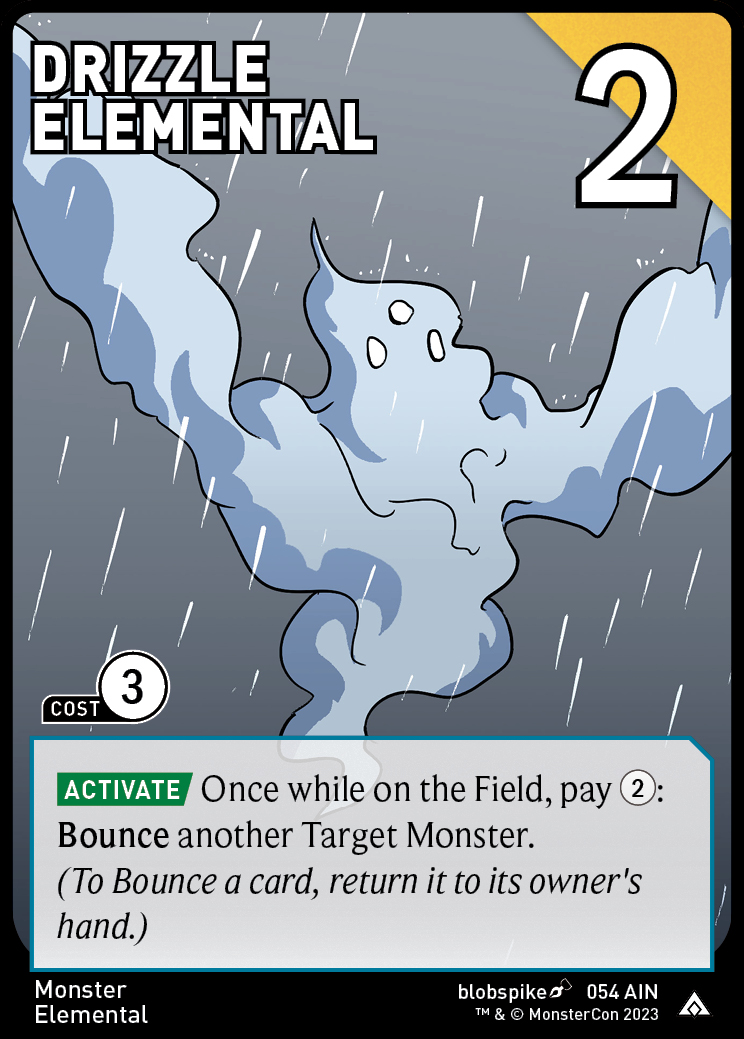 DRIZZLE
ELEMENTAL
2
COST 3
ACTIVATE Once while on the Field, pay 2:
Bounce another Target Monster.
(To Bounce a card, return it to its owner's
hand.)
Monster
Elemental
blobspike 054 AIN
™ & © MonsterCon 2023